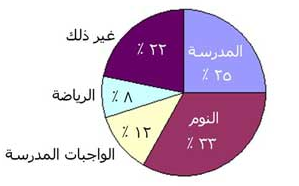 غير ذلك
٪ ٢٢
المدرسة
٪ ٢٥
الرياضة
٪ ٨
النوم
٪ ٣٣
٪ ١٢
الواجبات المدرسة